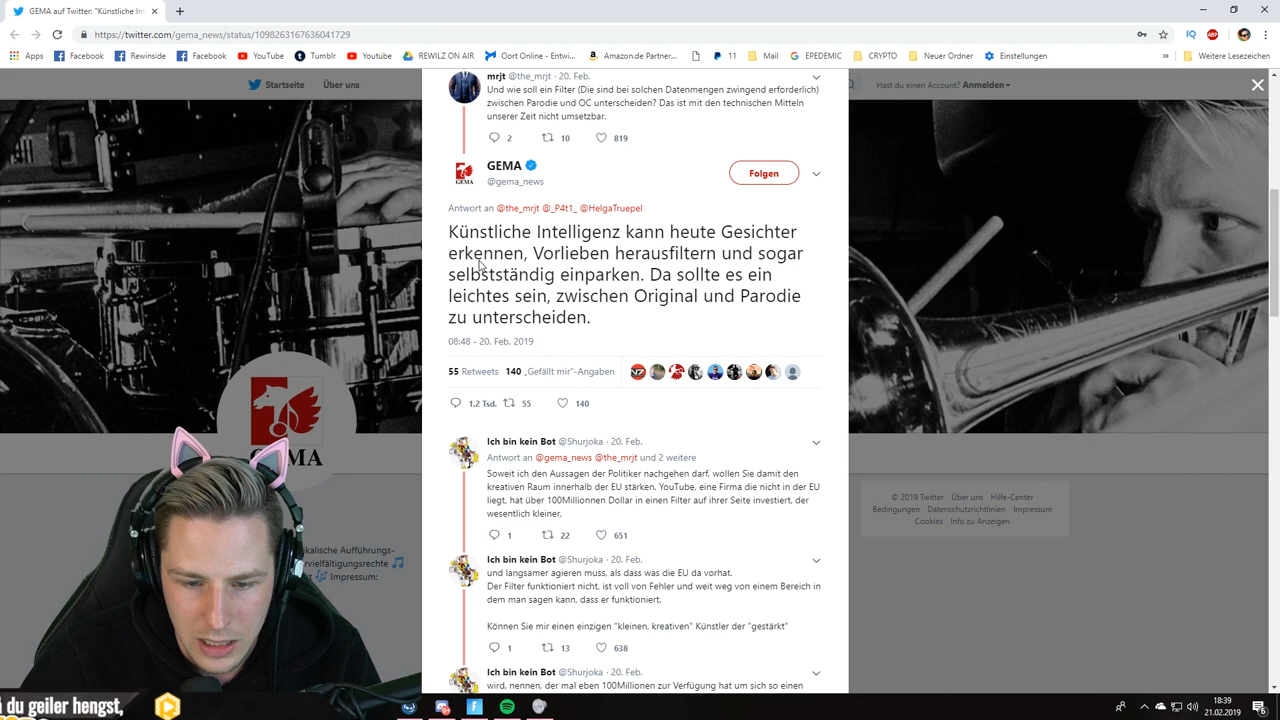 GEMA auf Twitter: "Künstliche Int
https://twitter.com/gema_news/status/1098263167636041729
Apps Facebook Rewinside Facebook YouTube Tumblr Youtube REWILZ ON AIR Oort Online - Entwi... Amazon.de Partner... 11 Mail EPEDEMIC CRYPTO Neuer Ordner Einstellungen » Weitere Lesezeichen
Startseite Über uns
Hast du einen Account? Anmelden
mrjt @the_mrjt · 20. Feb.
Und wie soll ein Filter (Die sind bei solchen Datenmengen zwingend erforderlich)
zwischen Parodie und OC unterscheiden? Das ist mit den technischen Mitteln
unserer Zeit nicht umsetzbar.
2 10 819
GEMA
@gema_news
Folgen
GEMA
Antwort an @the_mrjt @_P4t1_ @HelgaTruepel
Künstliche Intelligenz kann heute Gesichter
erkennen, Vorlieben herausfiltern und sogar
selbstständig einparken. Da sollte es ein
leichtes sein, zwischen Original und Parodie
zu unterscheiden.
08:48 - 20. Feb. 2019
55 Retweets 140 „Gefällt mir“-Angaben
1,2 Tsd. 55 140
Ich bin kein Bot @Shurjoka · 20. Feb.
Antwort an @gema_news @the_mrjt und 2 weitere
Soweit ich den Aussagen der Politiker nachgehen darf, wollen Sie damit den
kreativen Raum innerhalb der EU stärken. YouTube, eine Firma die nicht in der EU
liegt, hat über 100Millionnen Dollar in einen Filter auf ihrer Seite investiert, der
wesentlich kleiner.
1 22 651
Ich bin kein Bot @Shurjoka · 20. Feb.
und langsamer agieren muss, als dass was die EU da vorhat.
Der Filter funktioniert nicht, ist voll von Fehler und weit weg von einem Bereich in
dem man sagen kann, dass er funktioniert.
Können Sie mir einen einzigen "kleinen, kreativen" Künstler der "gestärkt"
1 13 638
Ich bin kein Bot @Shurjoka · 20. Feb.
wird, nennen, der mal eben 100Millionen zur Verfügung hat um sich so einen
© 2019 Twitter Über uns Hilfe-Center
Bedingungen Datenschutzrichtlinien Impressum
Cookies Info zu Anzeigen
EMA
kalische Aufführungs-
rvielfältigungsrechte
t Impressum:
du geiler hengst,
18:39
21.02.2019